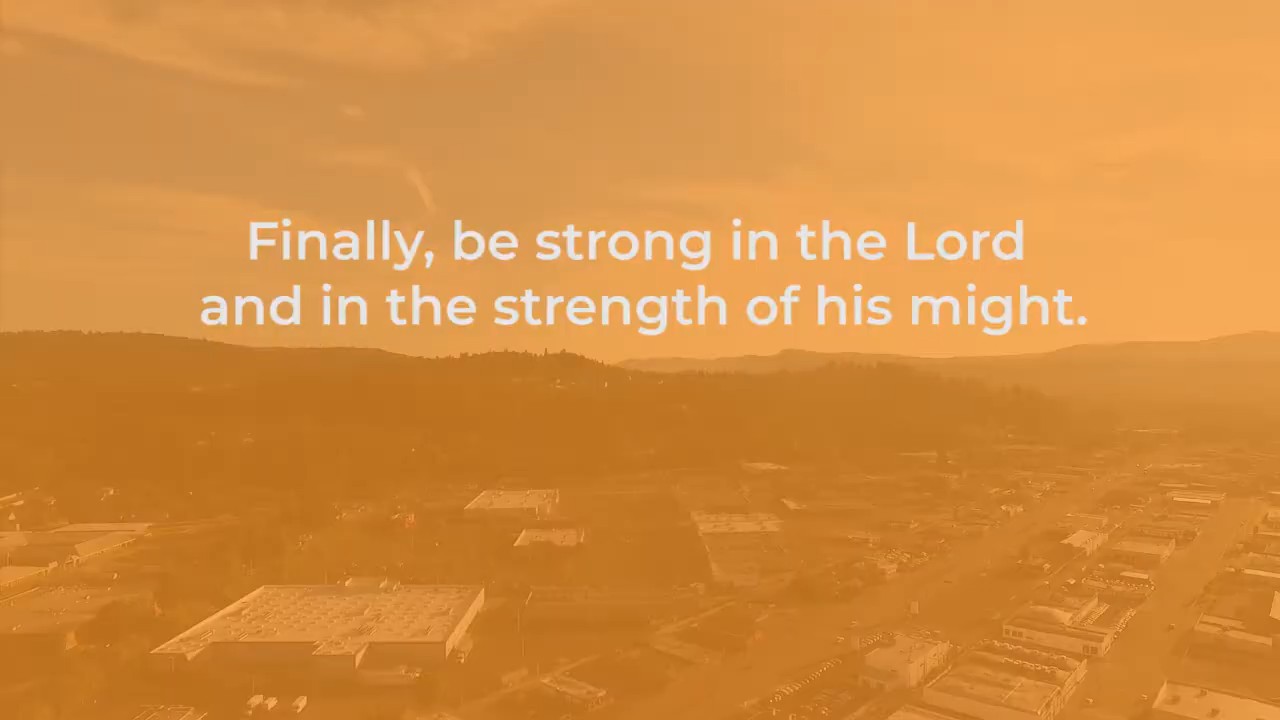 Finally, be strong in the Lord
and in the strength of his might.